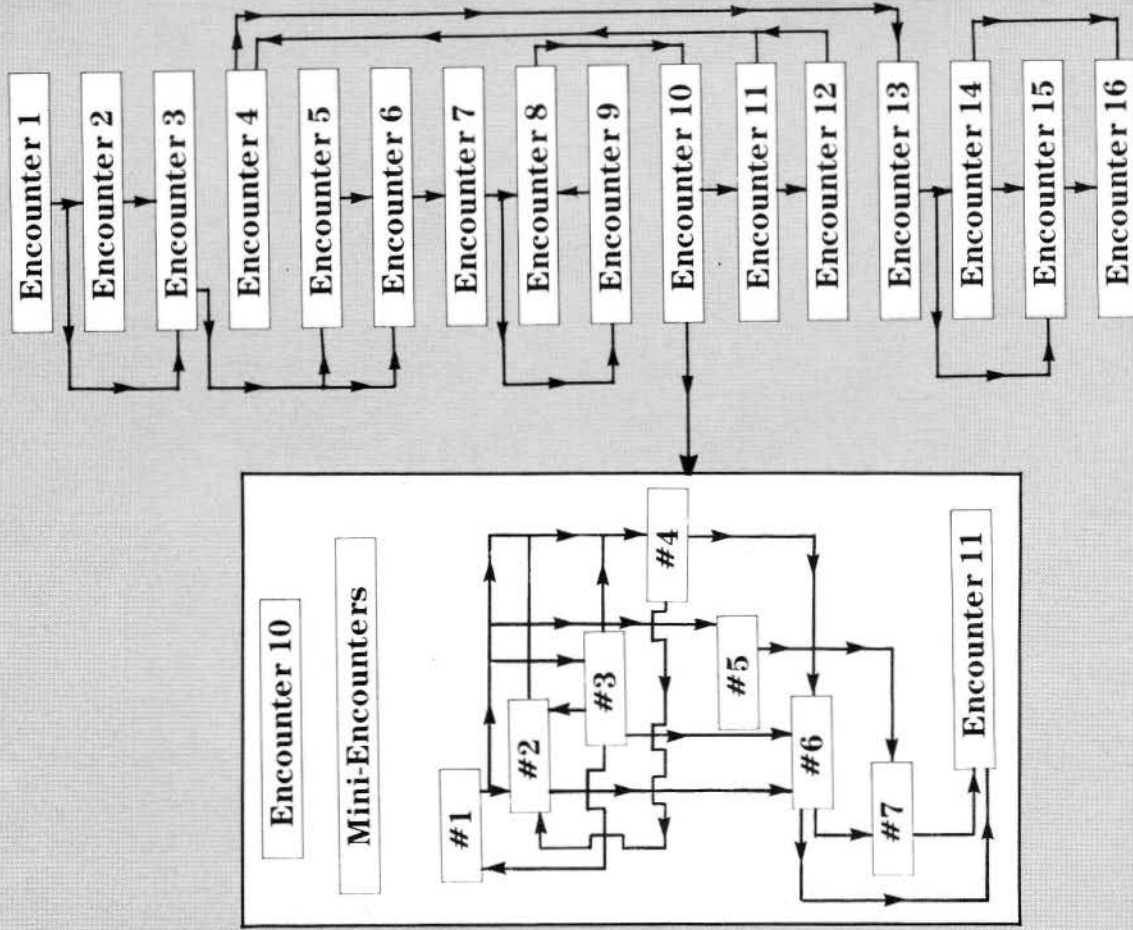 Encounter 1
Encounter 2
Encounter 3
Encounter 4
Encounter 5
Encounter 6
Encounter 7
Encounter 8
Encounter 9
Encounter 10
Encounter 11
Encounter 12
Encounter 13
Encounter 14
Encounter 15
Encounter 16
Encounter 10
Mini-Encounters
#1
#2
#3
#4
#5
#6
#7
Encounter 11